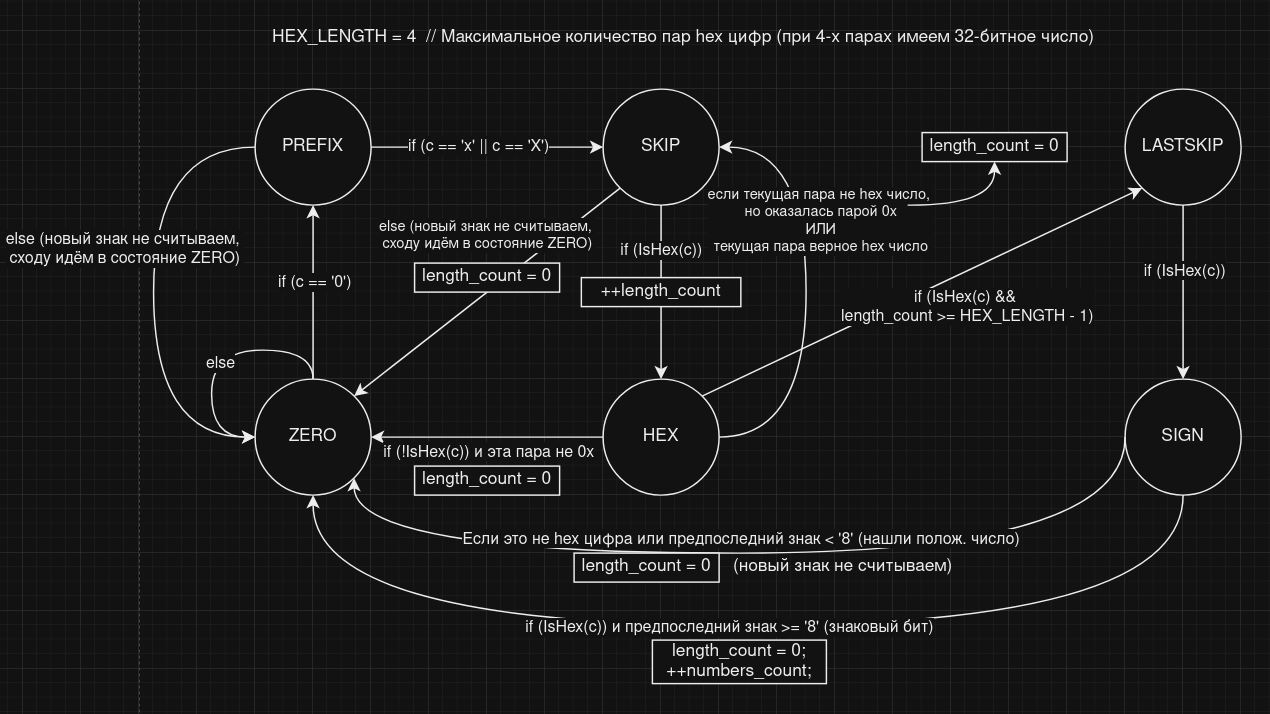 HEX_LENGTH = 4 // Максимальное количество пар hex цифр (при 4-х парах имеем 32-битное число)
PREFIX
if (c == 'x' || c == 'X')
SKIP
length_count = 0
LASTSKIP
если текущая пара не hex число,
но оказалась парой 0x
ИЛИ
текущая пара верное hex число
else (новый знак не считываем,
сходу идём в состояние ZERO)
else (новый знак не считываем,
сходу идём в состояние ZERO)
length_count = 0
if (IsHex(c))
++length_count
if (c == '0')
if (IsHex(c) &&
length_count >= HEX_LENGTH - 1)
if (IsHex(c))
else
ZERO
HEX
SIGN
if (!IsHex(c)) и эта пара не 0x
length_count = 0
Если это не hex цифра или предпоследний знак < '8' (нашли полож. число)
length_count = 0
(новый знак не считываем)
if (IsHex(c)) и предпоследний знак >= '8' (знаковый бит)
length_count = 0;
++numbers_count;